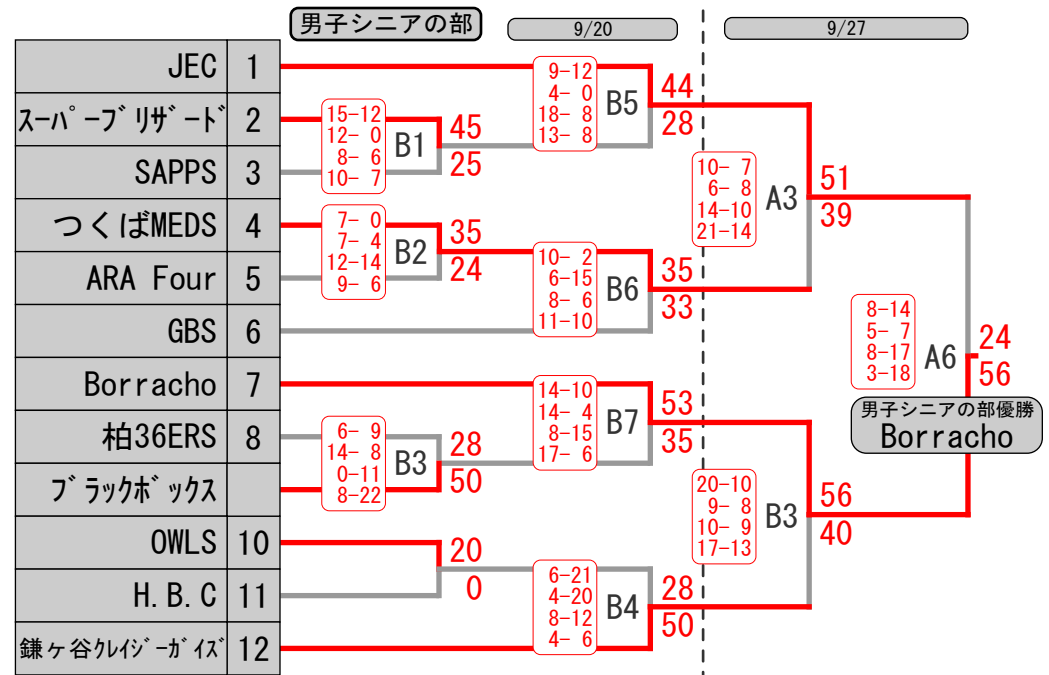 男子シニアの部
9/20
9/27
JEC 1
スーパーブリザード 2
SAPPS 3
つくばMEDS 4
ARA Four 5
GBS 6
Borracho 7
柏36ERS 8
ブラックボックス
OWLS 10
H.B.C 11
鎌ヶ谷クレイジーガイズ 12
15-12
12- 0
8- 6
10- 7
B1
45
25
7- 0
7- 4
12-14
9- 6
B2
35
24
6- 9
14- 8
0-11
8-22
B3
28
50
20
0
9-12
4- 0
18- 8
13- 8
B5
44
28
10- 2
6-15
8- 6
11-10
B6
35
33
14-10
14- 4
8-15
17- 6
B7
53
35
6-21
4-20
8-12
4- 6
B4
28
50
10- 7
6- 8
14-10
21-14
A3
51
39
20-10
9- 8
10- 9
17-13
B3
56
40
8-14
5- 7
8-17
3-18
A6
24
56
男子シニアの部優勝
Borracho